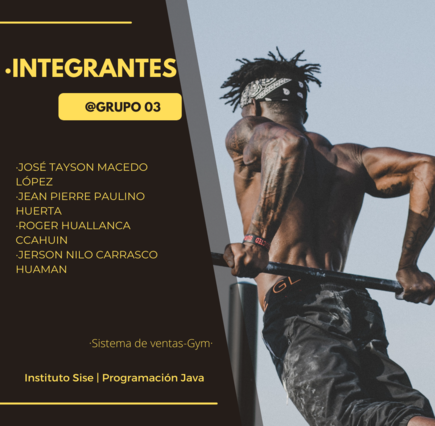 ·INTEGRANTES
@GRUPO 03
·JOSÉ TAYSON MACEDO
LÓPEZ
·JEAN PIERRE PAULINO
HUERTA
·ROGER HUALLANCA
CCAHUIN
·JERSON NILO CARRASCO
HUAMAN
·Sistema de ventas-Gym·
Instituto Sise | Programación Java